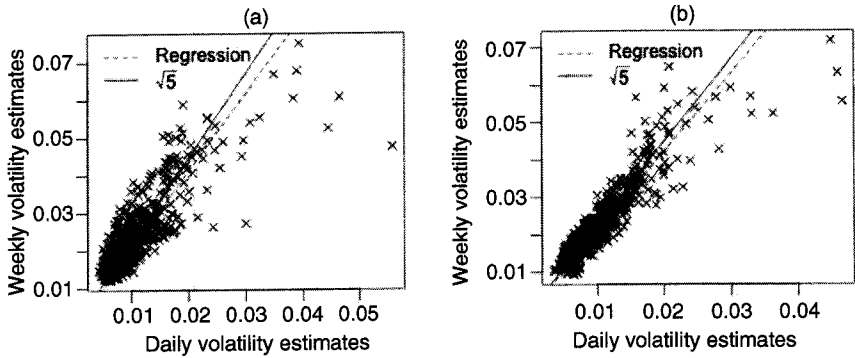 (a)
Regression
√5
Weekly volatility estimates
0.07
0.05
0.03
0.01
0.01 0.02 0.03 0.04 0.05
Daily volatility estimates
(b)
Regression
√5
Weekly volatility estimates
0.07
0.05
0.03
0.01
0.01 0.02 0.03 0.04
Daily volatility estimates